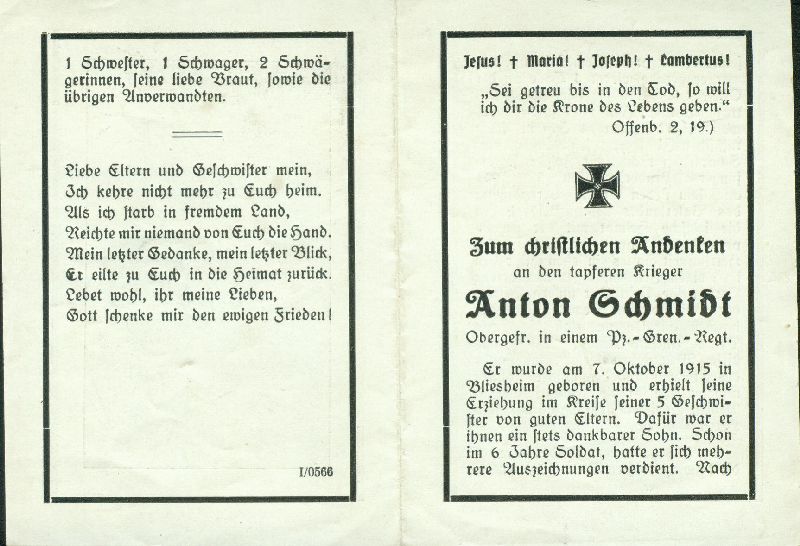 1 Schwester, 1 Schwager, 2 Schwä-
gerinnen, seine liebe Braut, sowie die
übrigen Anverwandten.
Liebe Eltern und Geschwister mein,
Ich kehre nicht mehr zu Euch heim.
Als ich starb in fremdem Land,
Reichte mir niemand von Euch die Hand.
Mein letzter Gedanke, mein letzter Blick,
Er eilte zu Euch in die Heimat zurück.
Lebet wohl, ihr meine Lieben,
Gott schenke mir den ewigen Frieden!
I/0566
Jesus! † Maria! † Joseph! † Lambertus!
„Sei getreu bis in den Tod, so will
ich dir die Krone des Lebens geben."
Offenb. 2, 19.)
Zum christlichen Andenken
an den tapferen Krieger
Anton Schmidt
Obergefr. in einem Pz.-Gren.-Regt.
Er wurde am 7. Oktober 1915 in
Bliesheim geboren und erhielt seine
Erziehung im Kreise seiner 5 Geschwi-
ster von guten Eltern. Dafür war er
ihnen ein stets dankbarer Sohn. Schon
im 6 Jahre Soldat, hatte er sich meh-
rere Auszeichnungen verdient. Nach